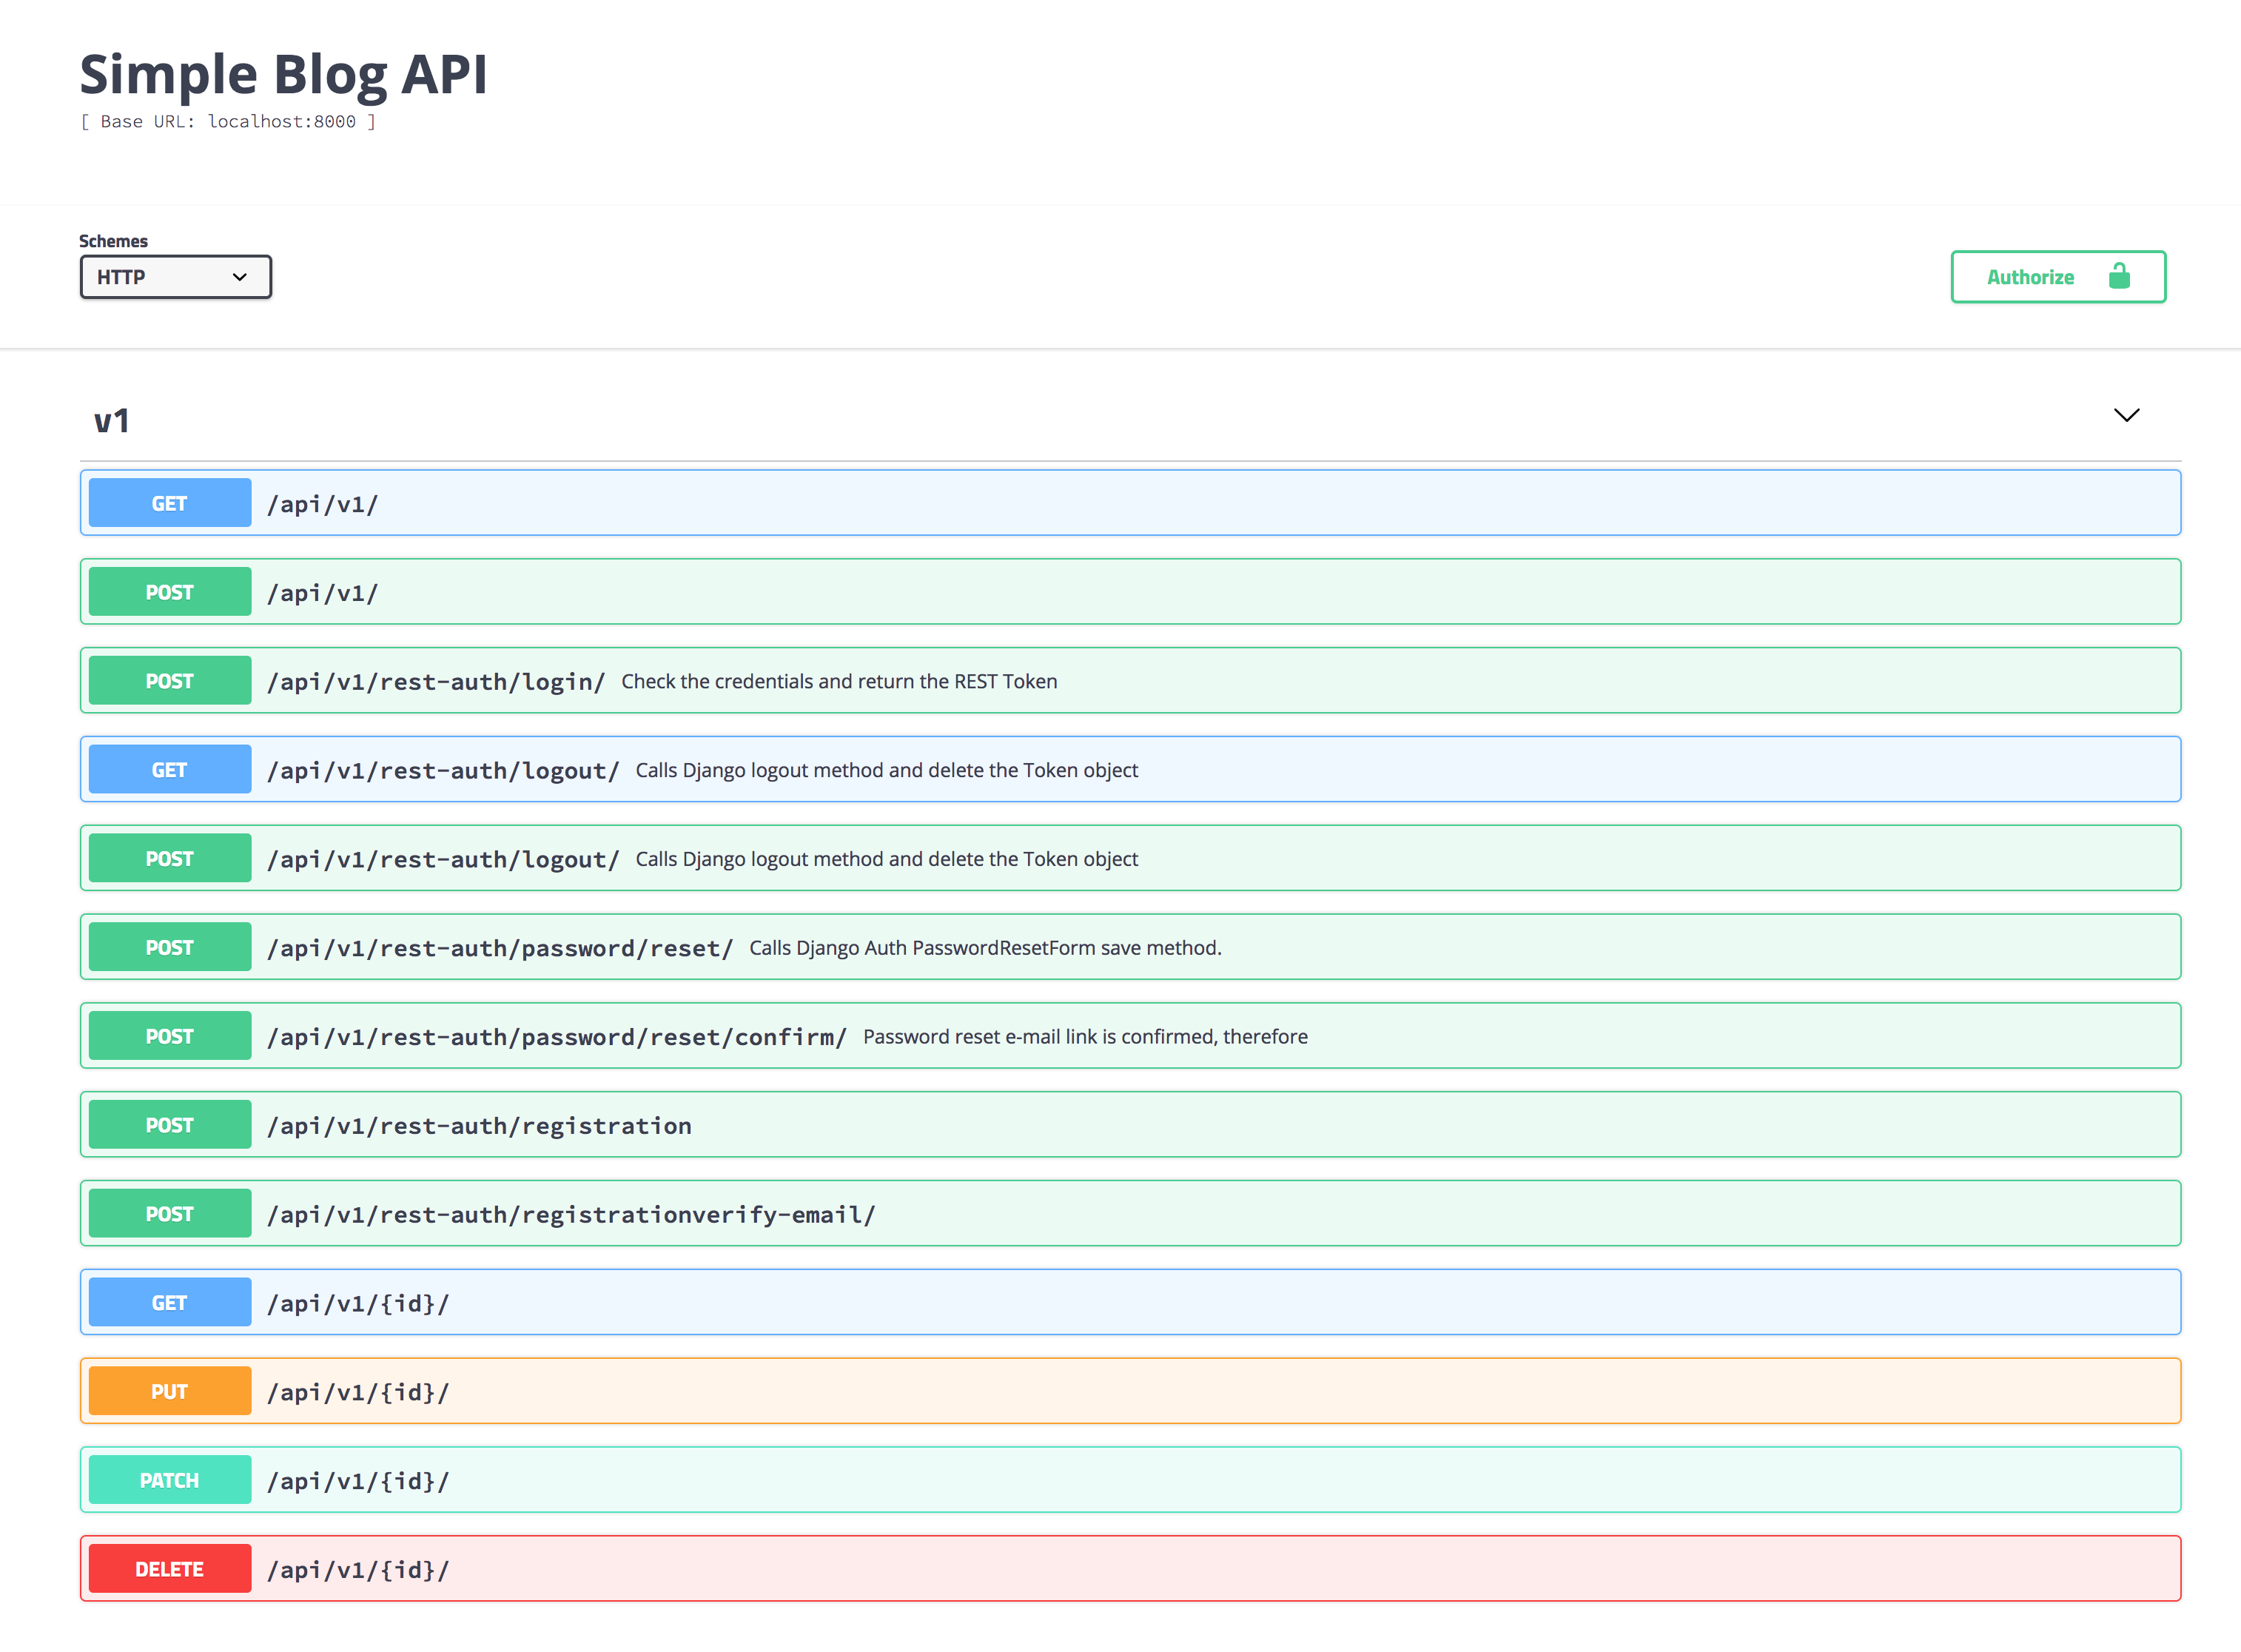 Simple Blog API
[ Base URL: localhost:8000 ]
Schemes
HTTP
Authorize
v1
GET /api/v1/
POST /api/v1/
POST /api/v1/rest-auth/login/ Check the credentials and return the REST Token
GET /api/v1/rest-auth/logout/ Calls Django logout method and delete the Token object
POST /api/v1/rest-auth/logout/ Calls Django logout method and delete the Token object
POST /api/v1/rest-auth/password/reset/ Calls Django Auth PasswordResetForm save method.
POST /api/v1/rest-auth/password/reset/confirm/ Password reset e-mail link is confirmed, therefore
POST /api/v1/rest-auth/registration
POST /api/v1/rest-auth/registrationverify-email/
GET /api/v1/{id}/
PUT /api/v1/{id}/
PATCH /api/v1/{id}/
DELETE /api/v1/{id}/